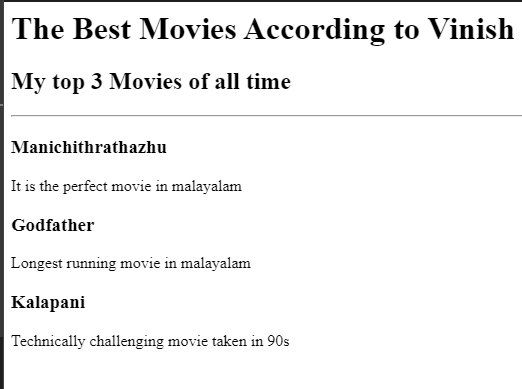 The Best Movies According to Vinish
My top 3 Movies of all time
Manichithrathazhu
It is the perfect movie in malayalam
Godfather
Longest running movie in malayalam
Kalapani
Technically challenging movie taken in 90s